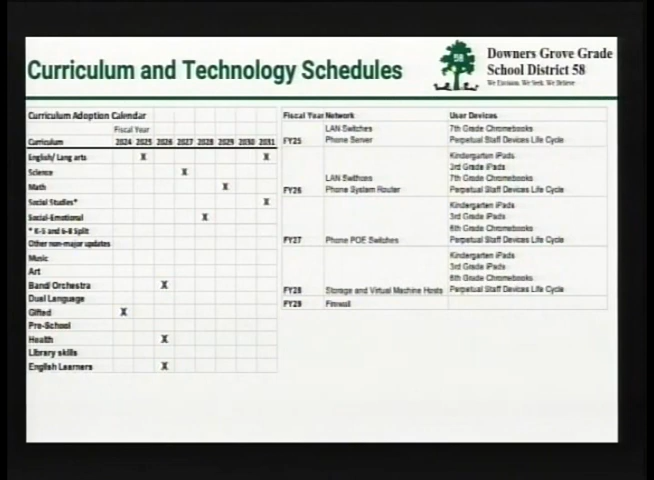 Curriculum and Technology Schedules
58
Downers Grove Grade
School District 58
We Envision. We Seek. We Believe
Curriculum Adoption Calendar
Fiscal Year
Curriculum 2024 2025 2026 2027 2028 2029 2030 2031
English/ Lang arts X X
Science X
Math X
Social Studies* X
Social-Emotional X
* K-5 and 6-8 Split
Other non-major updates
Music
Art
Band/ Orchestra X
Dual Language
Gifted X
Pre-School
Health X
Library skills
English Learners X
Fiscal Year Network User Devices
LAN Switches 7th Grade Chromebooks
FY25 Phone Server Perpetual Staff Devices Life Cycle
Kindergarten iPads
3rd Grade iPads
LAN Switches 7th Grade Chromebooks
FY26 Phone System Router Perpetual Staff Devices Life Cycle
Kindergarten iPads
3rd Grade iPads
6th Grade Chromebooks
FY27 Phone POE Switches Perpetual Staff Devices Life Cycle
Kindergarten iPads
3rd Grade iPads
6th Grade Chromebooks
FY28 Storage and Virtual Machine Hosts Perpetual Staff Devices Life Cycle
FY29 Firewall